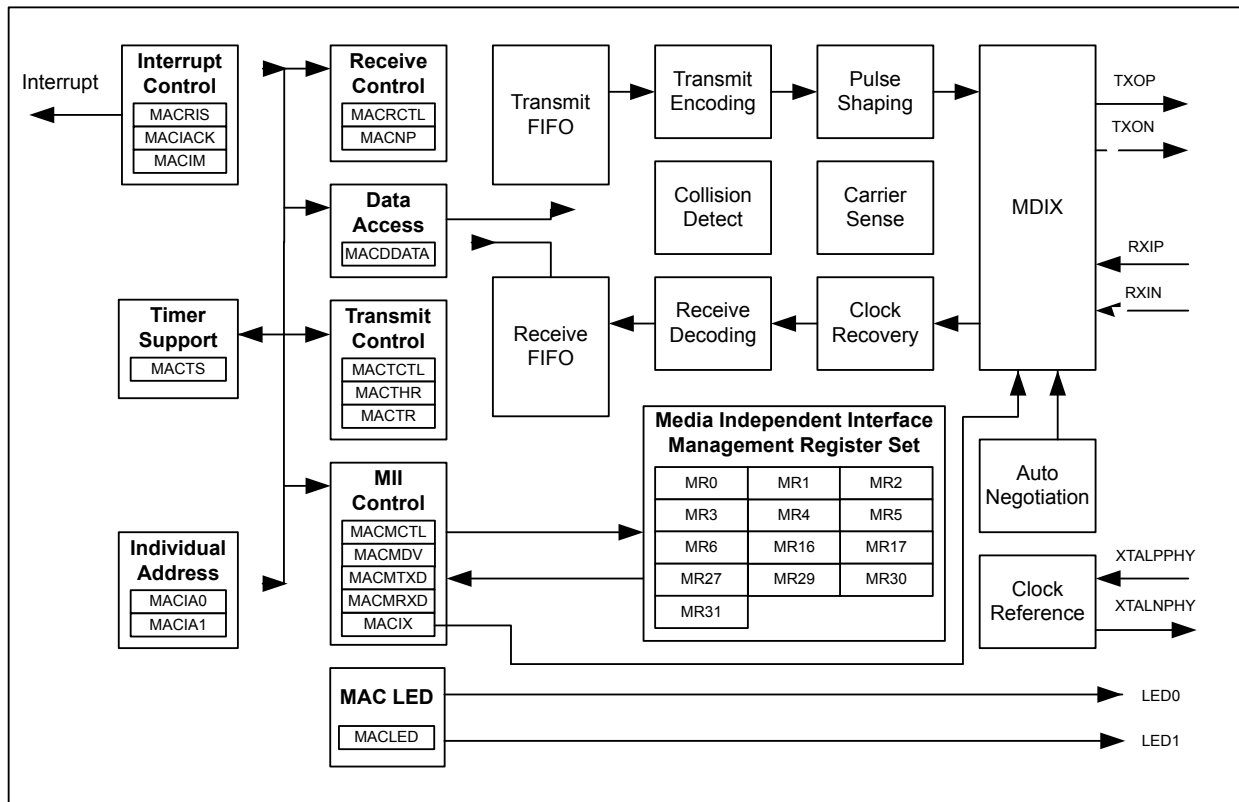 Interrupt
Interrupt
Control
MACRIS
MACIACK
MACIM
Receive
Control
MACRCTL
MACNP
Transmit
FIFO
Transmit
Encoding
Pulse
Shaping
MDIX
TXOP
TXON
Data
Access
MACDDATA
Collision
Detect
Carrier
Sense
RXIP
RXIN
Timer
Support
MACTS
Transmit
Control
MACTCTL
MACTHR
MACTR
Receive
FIFO
Receive
Decoding
Clock
Recovery
Media Independent Interface
Management Register Set
MR0 MR1 MR2
MR3 MR4 MR5
MR6 MR16 MR17
MR27 MR29 MR30
MR31
Auto
Negotiation
MII
Control
MACMCTL
MACMDV
MACMTXD
MACMRXD
MACIX
Individual
Address
MACIA0
MACIA1
Clock
Reference
XTALPPHY
XTALNPHY
MAC LED
MACLED
LED0
LED1